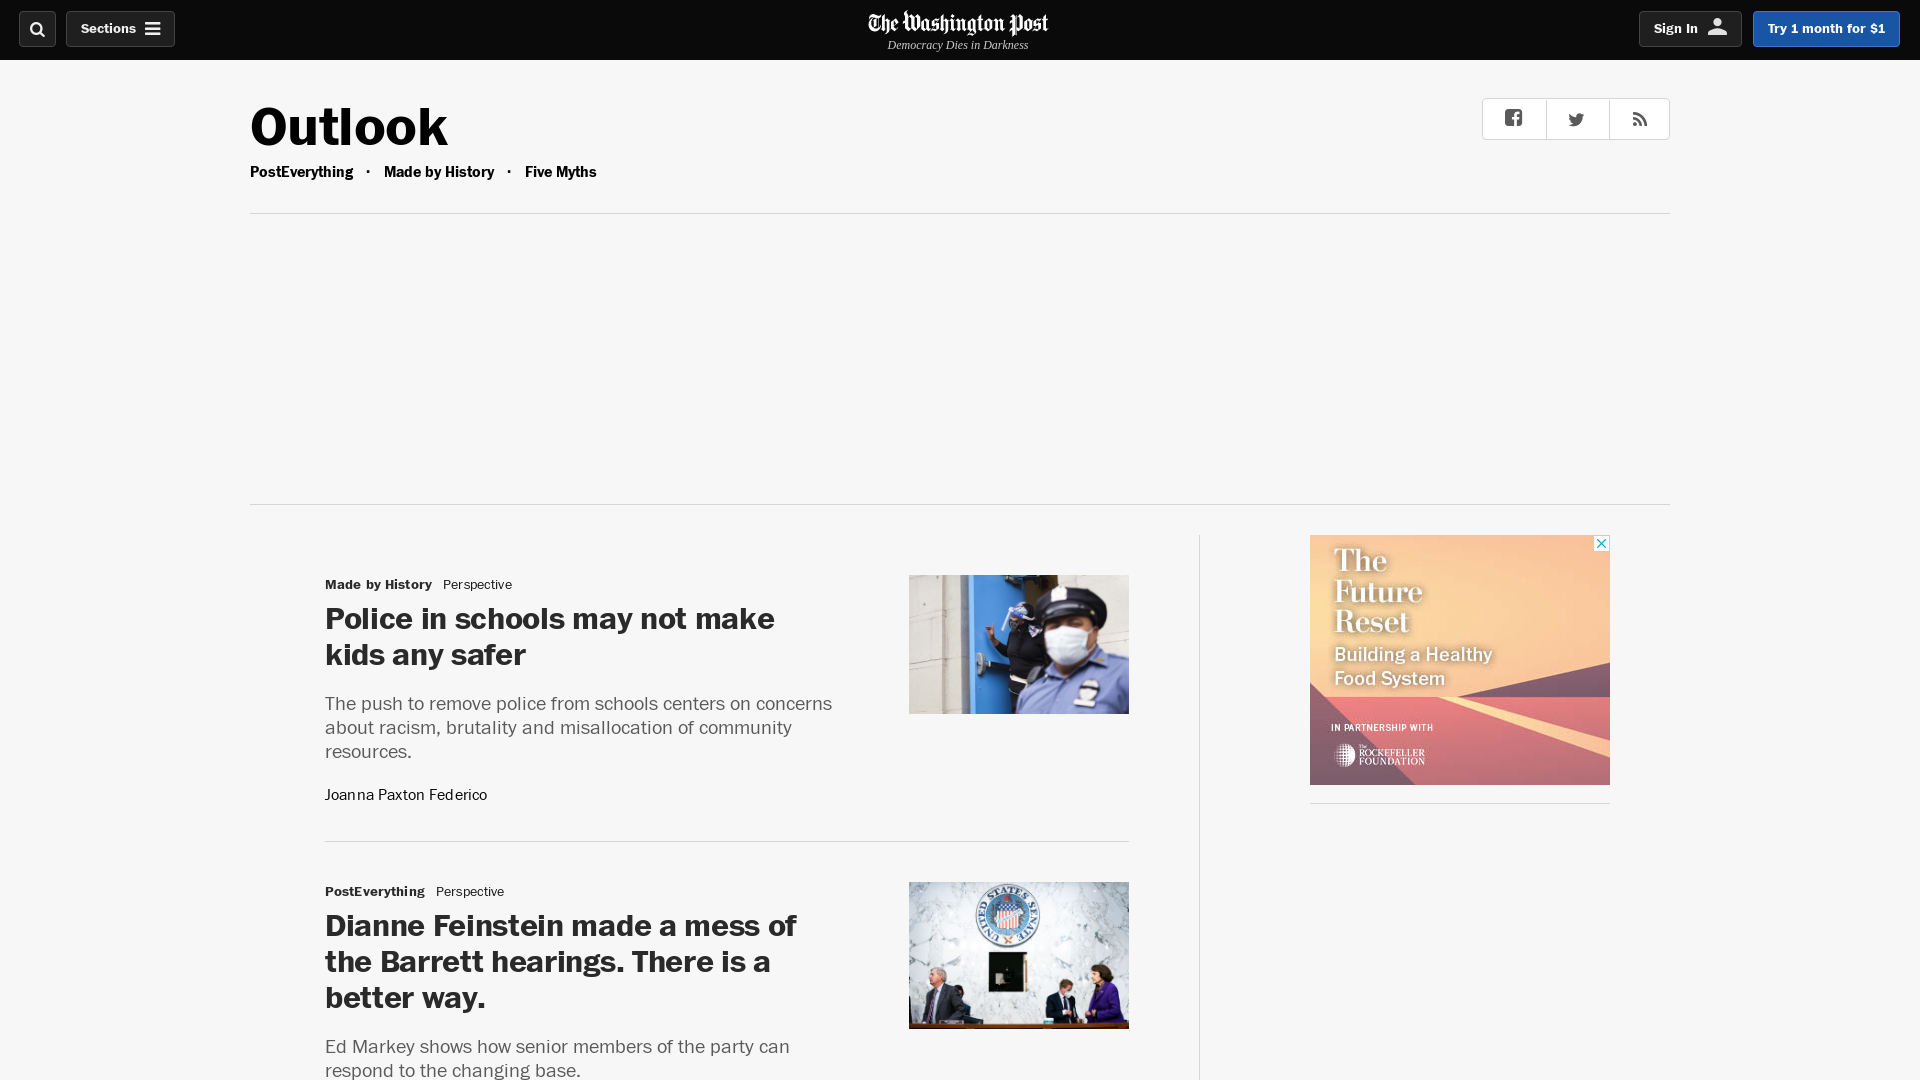 Sections
The Washington Post
Democracy Dies in Darkness
Sign In
Try 1 month for $1
Outlook
PostEverything · Made by History · Five Myths
Made by History Perspective
Police in schools may not make
kids any safer
The push to remove police from schools centers on concerns
about racism, brutality and misallocation of community
resources.
Joanna Paxton Federico
The
Future
Reset
Building a Healthy
Food System
IN PARTNERSHIP WITH
The
ROCKEFELLER
FOUNDATION
PostEverything Perspective
Dianne Feinstein made a mess of
the Barrett hearings. There is a
better way.
UNITED STATES SENATE
Ed Markey shows how senior members of the party can
respond to the changing base.